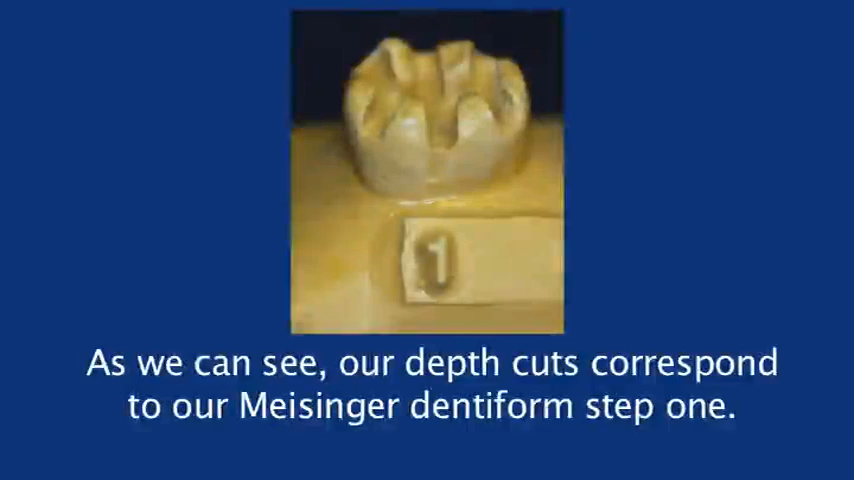 1
As we can see, our depth cuts correspond
to our Meisinger dentiform step one.